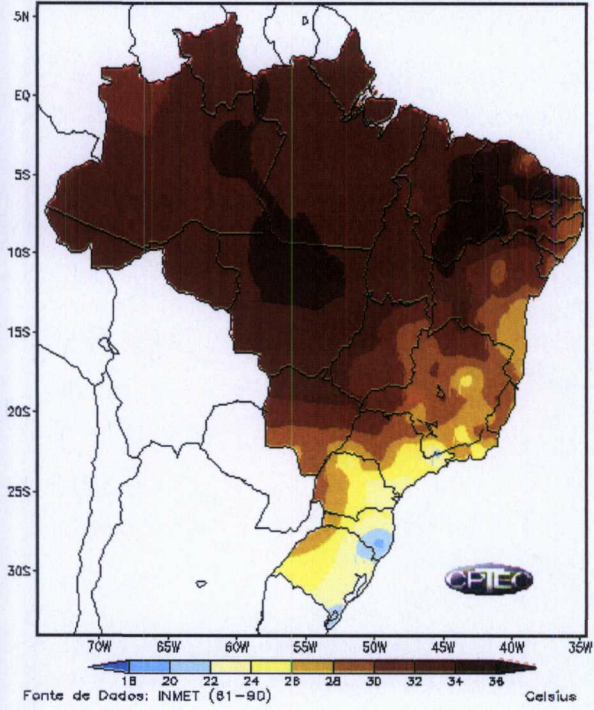 5N
EQ
5S
10S
15S
20S
25S
30S
CPTEC
70W 65W 60W 55W 50W 45W 40W 35W
18 20 22 24 26 28 30 32 34 36
Fonte de Dados: INMET (61-90) Celsius